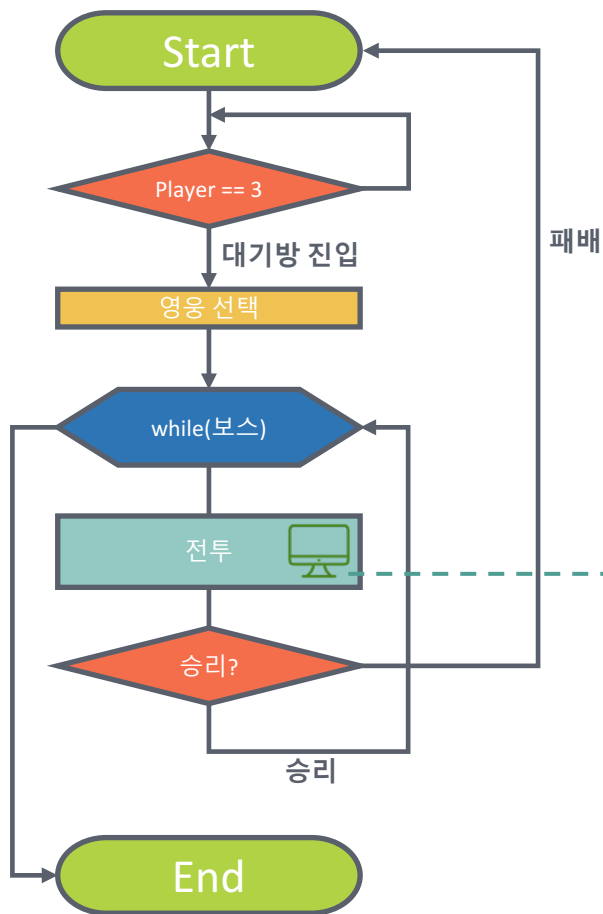 Start
Player == 3
대기방 진입
패배
영웅 선택
while(보스)
전투
승리?
승리
End